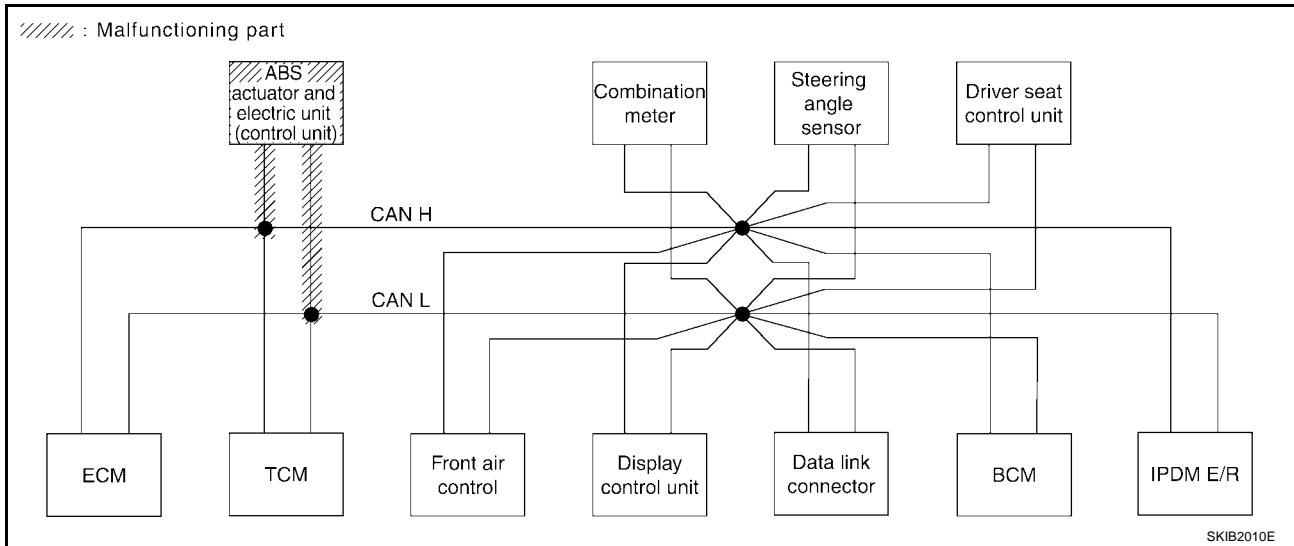 : Malfunctioning part
ABS
actuator and
electric unit
(control unit)
Combination
meter
Steering
angle
sensor
Driver seat
control unit
CAN H
CAN L
ECM
TCM
Front air
control
Display
control unit
Data link
connector
BCM
IPDM E/R
SKIB2010E